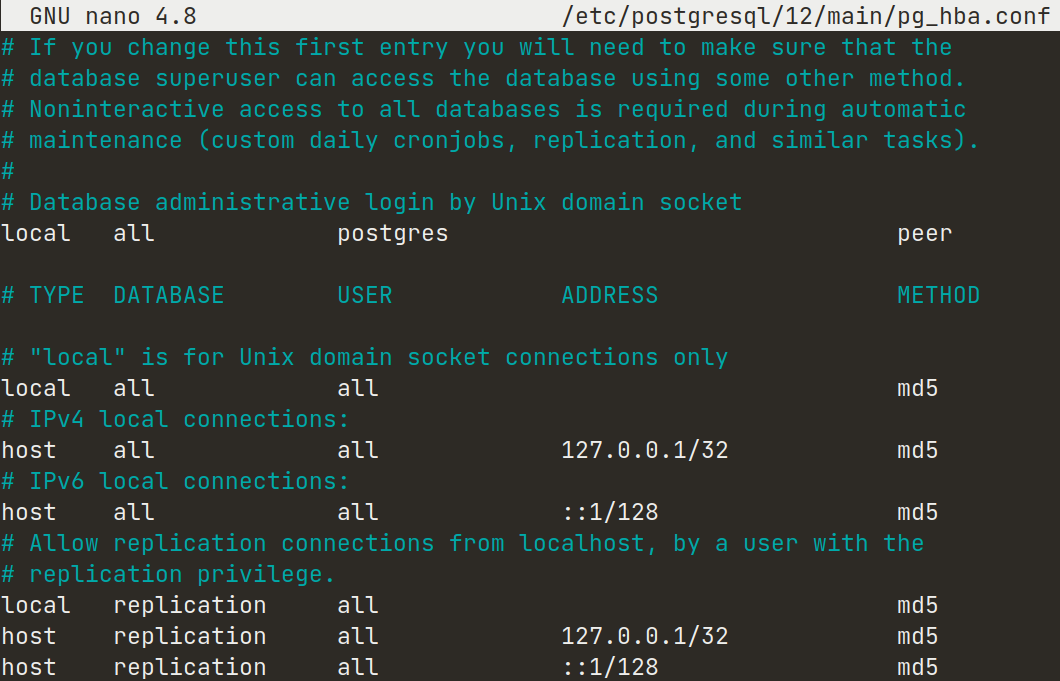 GNU nano 4.8 /etc/postgresql/12/main/pg_hba.conf
# If you change this first entry you will need to make sure that the
# database superuser can access the database using some other method.
# Noninteractive access to all databases is required during automatic
# maintenance (custom daily cronjobs, replication, and similar tasks).
#
# Database administrative login by Unix domain socket
local   all             postgres                                peer

# TYPE  DATABASE        USER            ADDRESS                 METHOD

# "local" is for Unix domain socket connections only
local   all             all                                     md5
# IPv4 local connections:
host    all             all             127.0.0.1/32            md5
# IPv6 local connections:
host    all             all             ::1/128                 md5
# Allow replication connections from localhost, by a user with the
# replication privilege.
local   replication     all                                     md5
host    replication     all             127.0.0.1/32            md5
host    replication     all             ::1/128                 md5